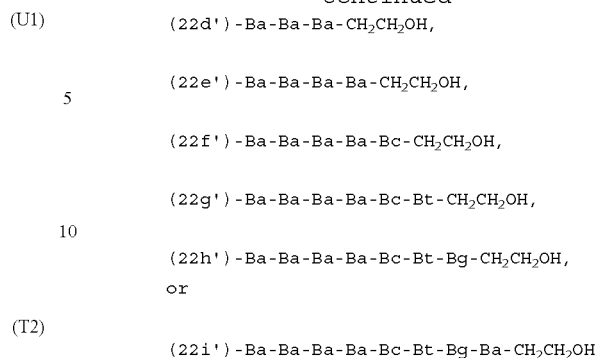 (U1)
(22d')-Ba-Ba-Ba-CH₂CH₂OH,
(22e')-Ba-Ba-Ba-Ba-CH₂CH₂OH,
5
(22f')-Ba-Ba-Ba-Ba-Bc-CH₂CH₂OH,
(22g')-Ba-Ba-Ba-Ba-Bc-Bt-CH₂CH₂OH,
10
(22h')-Ba-Ba-Ba-Ba-Bc-Bt-Bg-CH₂CH₂OH,
or
(T2)
(22i')-Ba-Ba-Ba-Ba-Bc-Bt-Bg-Ba-CH₂CH₂OH